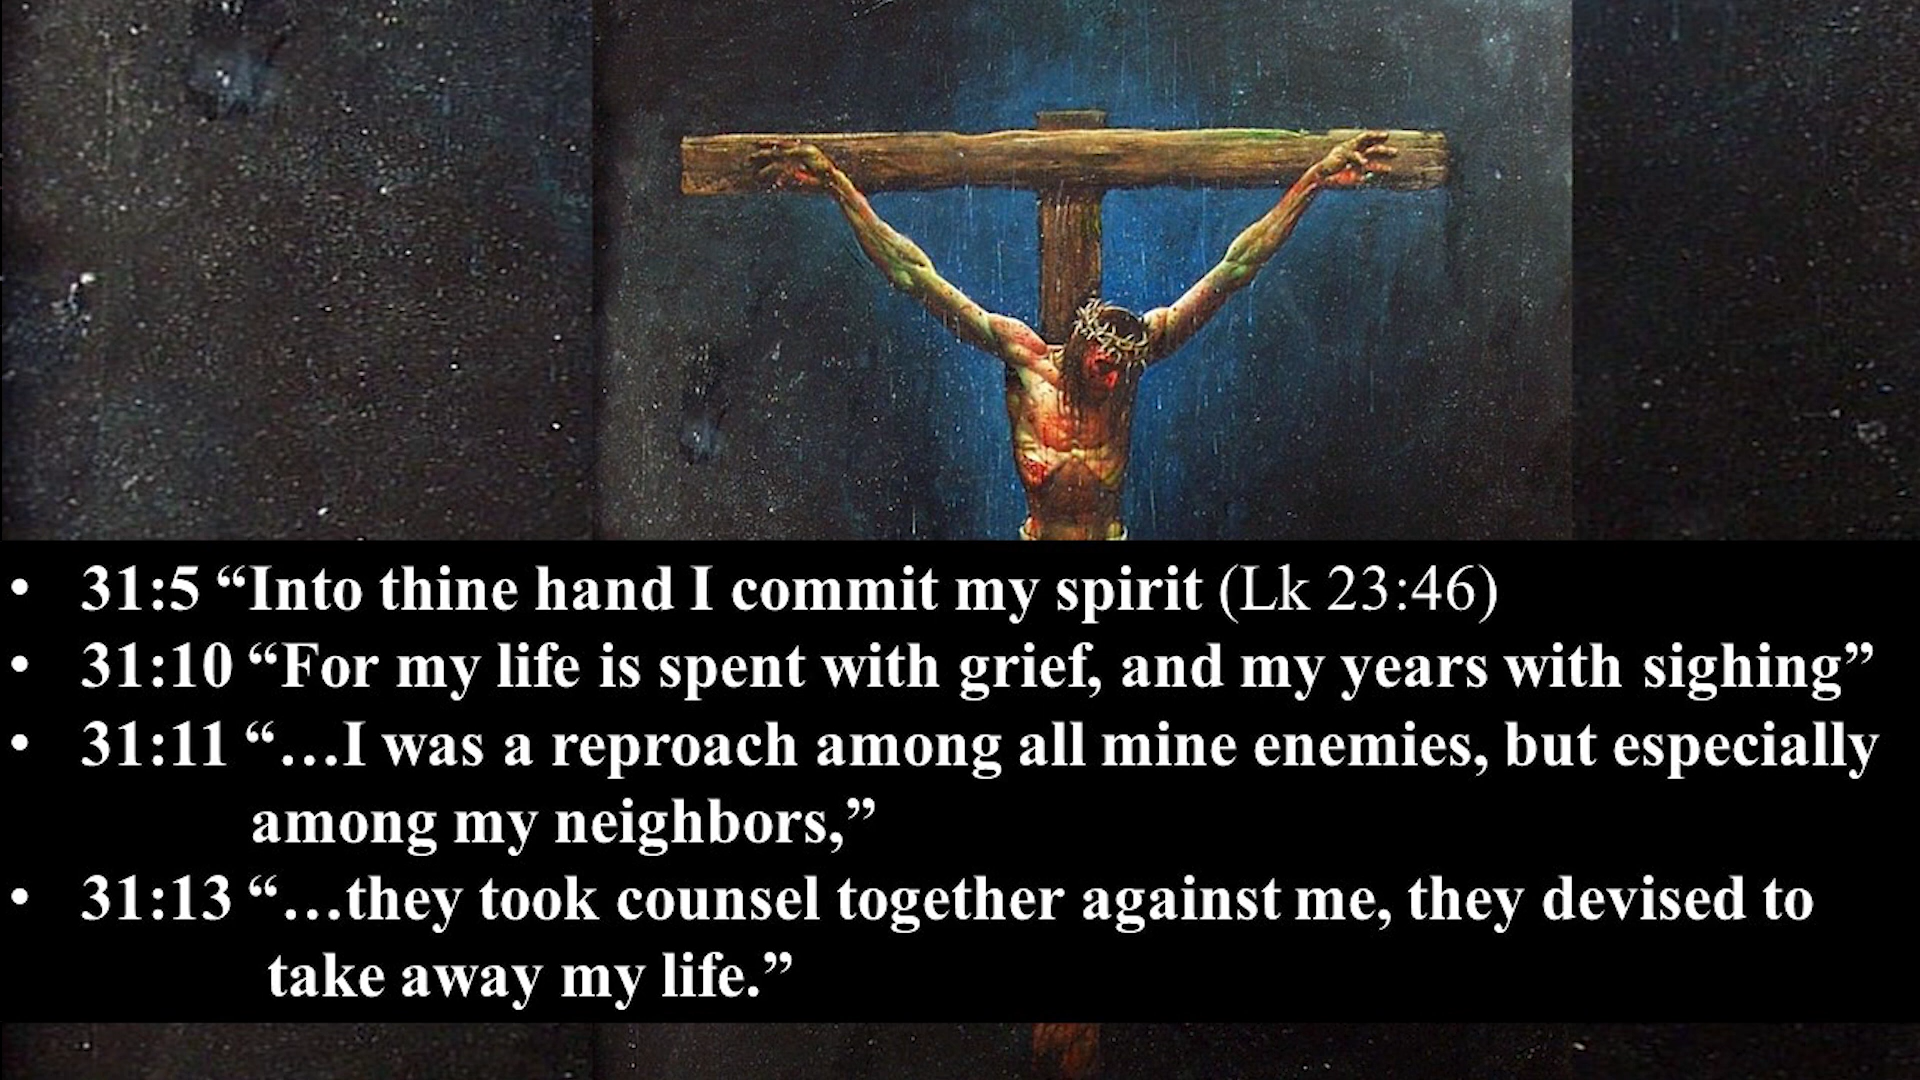 • 31:5 “Into thine hand I commit my spirit (Lk 23:46)
• 31:10 “For my life is spent with grief, and my years with sighing”
• 31:11 “…I was a reproach among all mine enemies, but especially
among my neighbors,”
• 31:13 “…they took counsel together against me, they devised to
take away my life.”